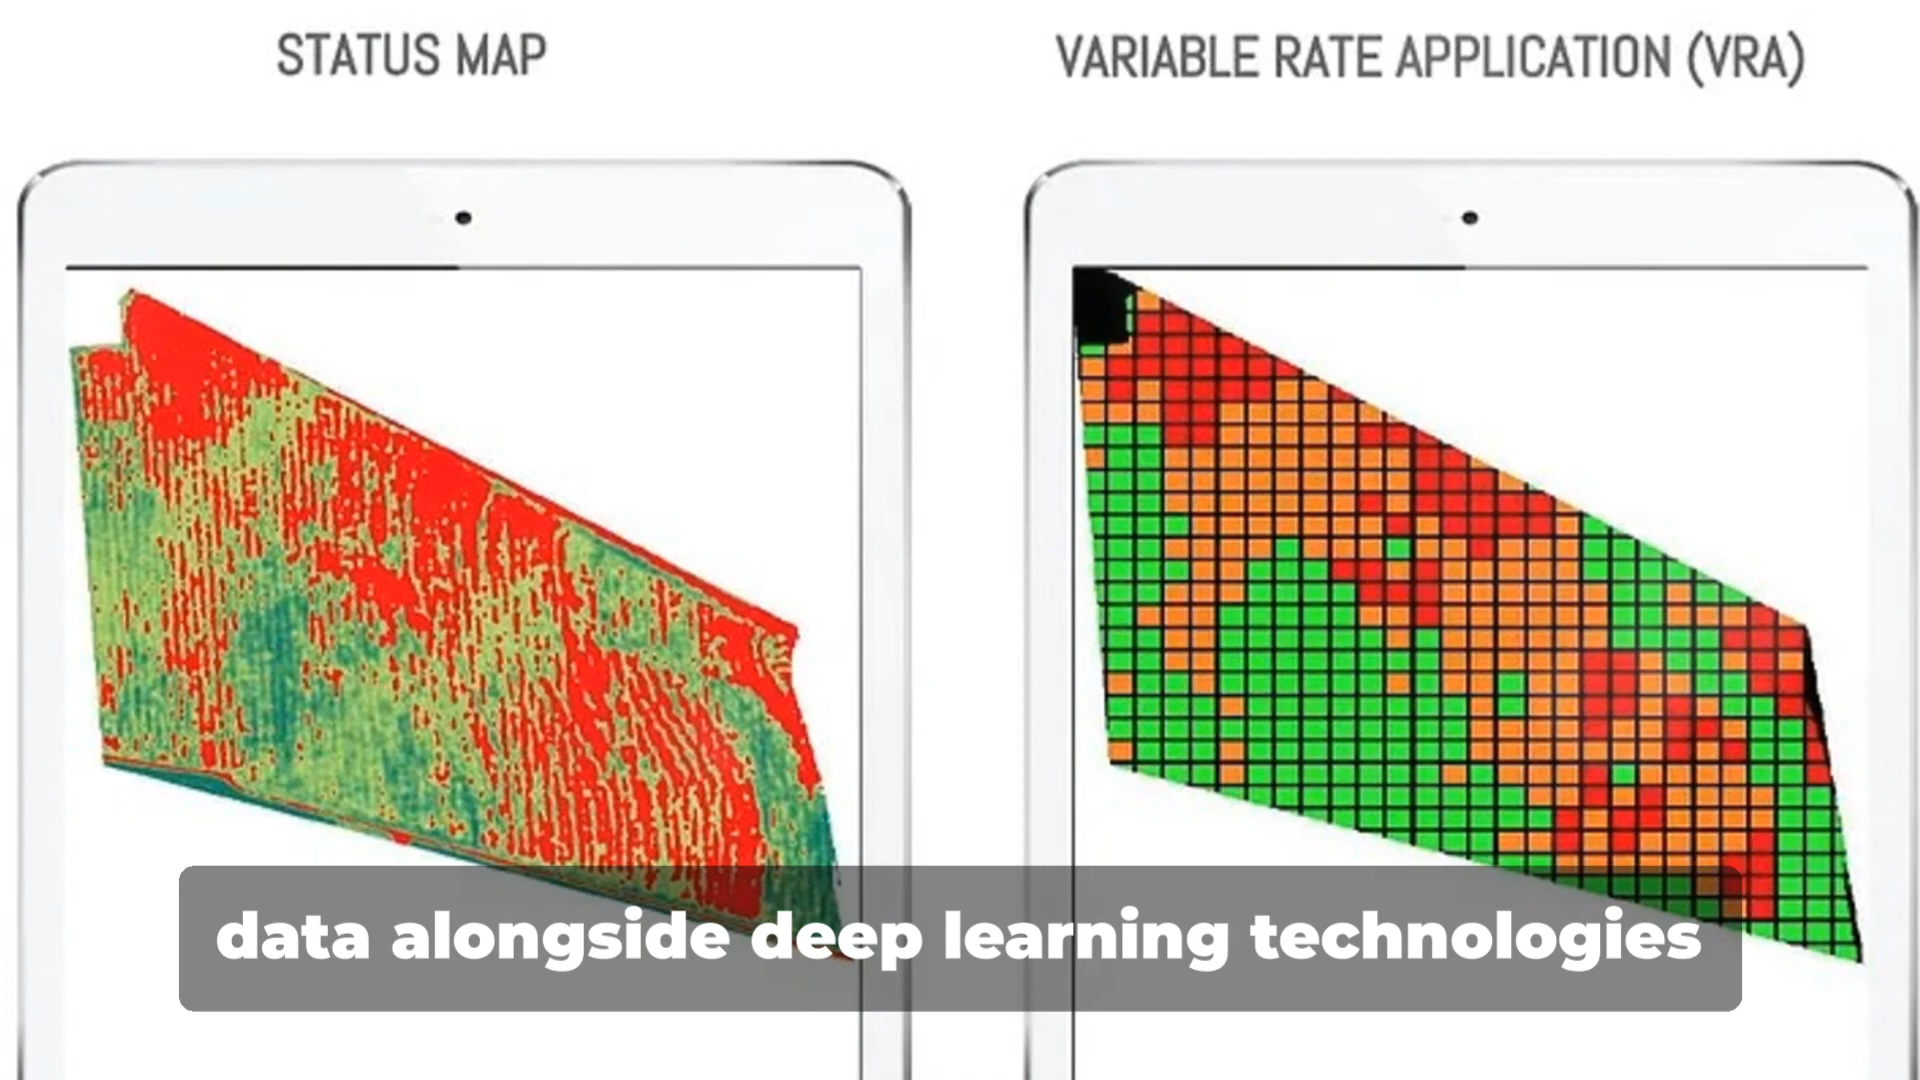 STATUS MAP
VARIABLE RATE APPLICATION (VRA)
data alongside deep learning technologies